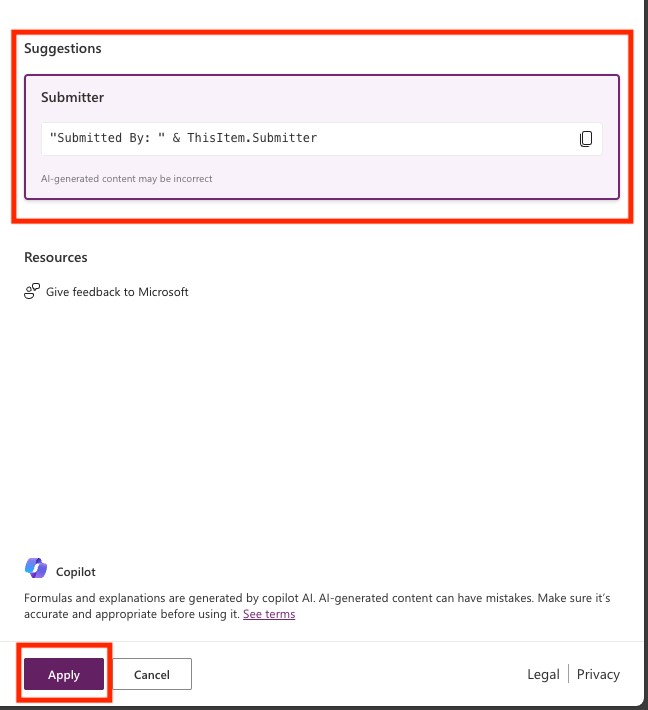 Suggestions
Submitter
"Submitted By: " & ThisItem.Submitter
AI-generated content may be incorrect
Resources
Give feedback to Microsoft
Copilot
Formulas and explanations are generated by copilot AI. AI-generated content can have mistakes. Make sure it's
accurate and appropriate before using it. See terms
Apply Cancel Legal Privacy